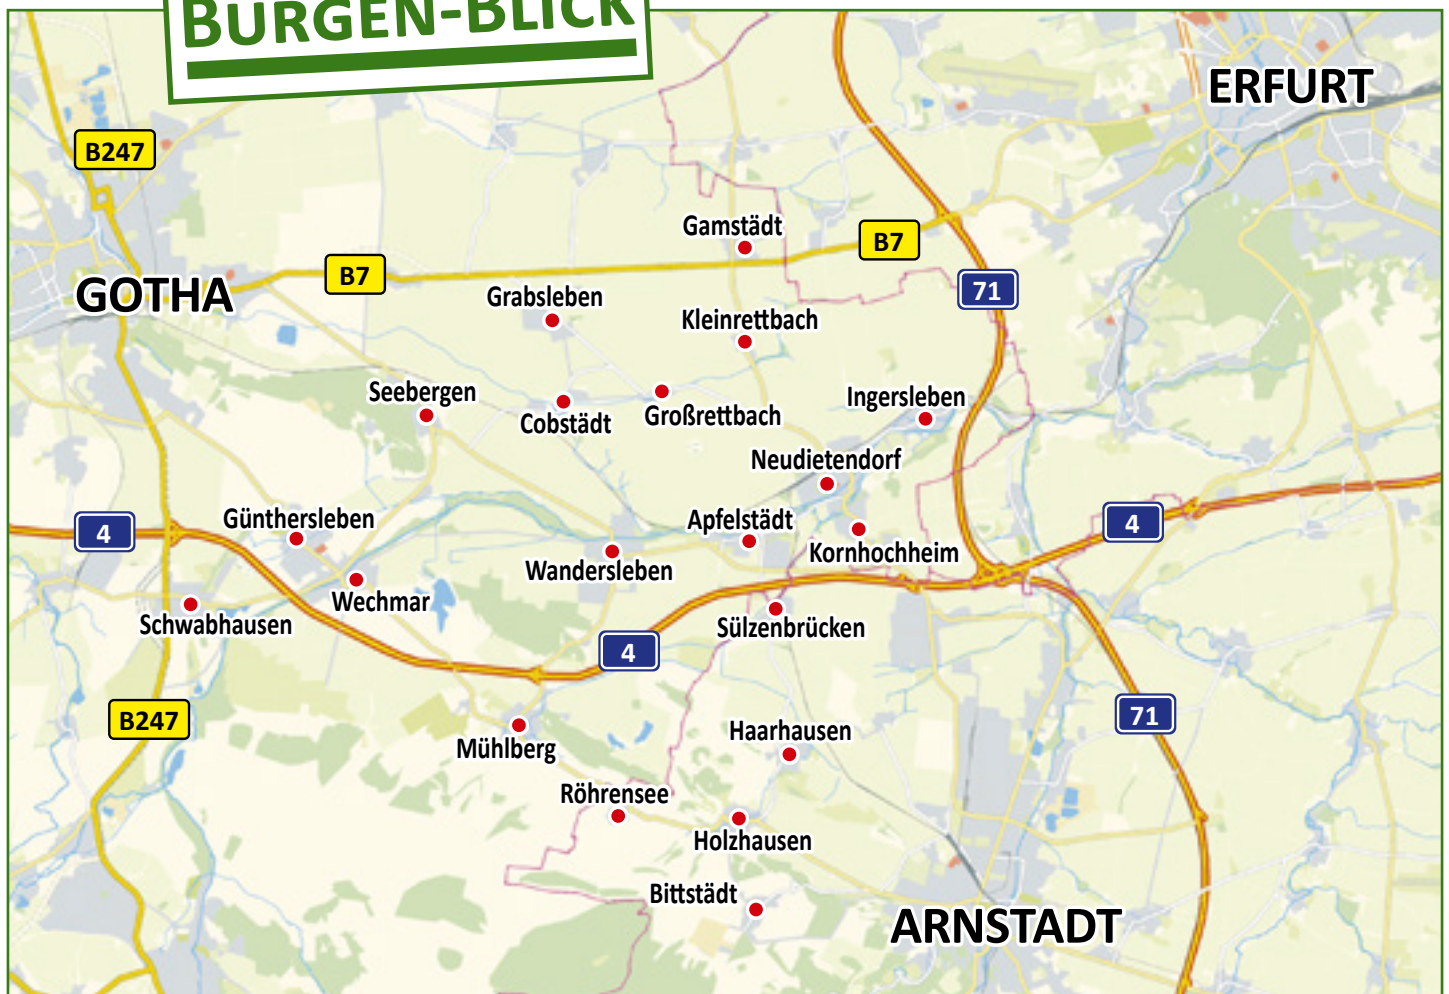 BURGEN-BLICK
ERFURT
B247
Gamstädt
B7
B7
GOTHA
71
Grabsleben
Kleinrettbach
Seebergen
Ingersleben
Cobstädt
Großrettbach
Neudietendorf
Günthersleben
4
Apfelstädt
4
Kornhochheim
Wandersleben
Wechmar
Schwabhausen
Sülzenbrücken
4
B247
71
Haarhausen
Mühlberg
Röhrensee
Holzhausen
Bittstädt
ARNSTADT